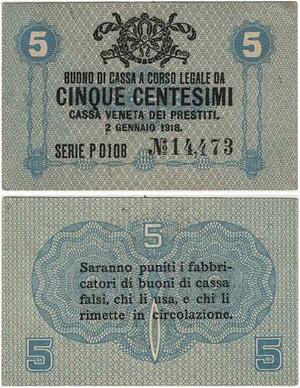 5 5
BUONO DI CASSA A CORSO LEGALE DA
CINQUE CENTESIMI
CASSA VENETA DEI PRESTITI.
2 GENNAIO 1918.
SERIE P 0108 № 14,473
5
Saranno puniti i fabbri-
catori di buoni di cassa
falsi, chi li usa, e chi li
rimette in circolazione.
5 5